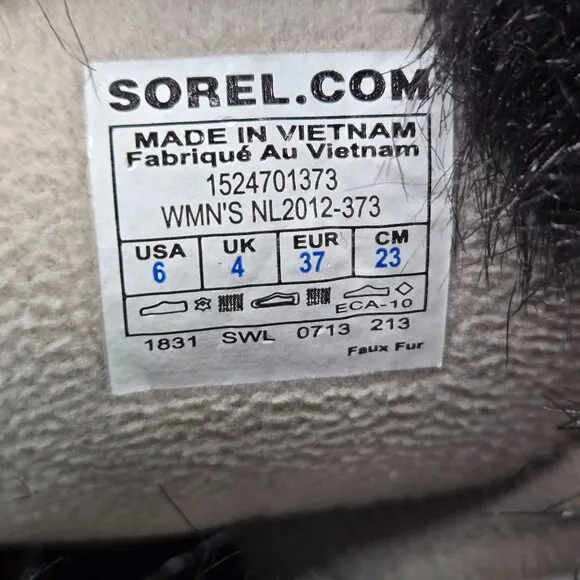 SOREL.COM
MADE IN VIETNAM
Fabriqué Au Vietnam
1524701373
WMN'S NL2012-373
USA UK EUR CM
6 4 37 23
ECA-10
1831 SWL 0713 213
Faux Fur